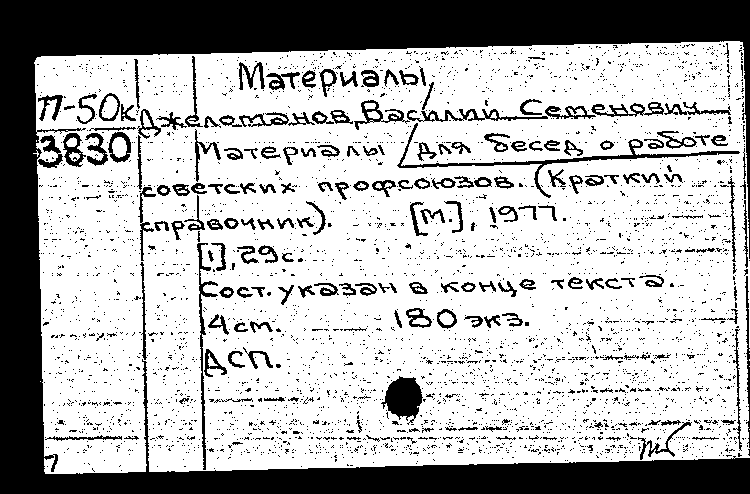 Материалы
П-50к
Джеломанов, Василий Семенович
3830
Материалы / для бесед о работе
советских профсоюзов. (Краткий
справочник). [М.], 1977.
[1], 29 с.
Сост. указан в конце текста.
14 см. — 180 экз.
ДСП.